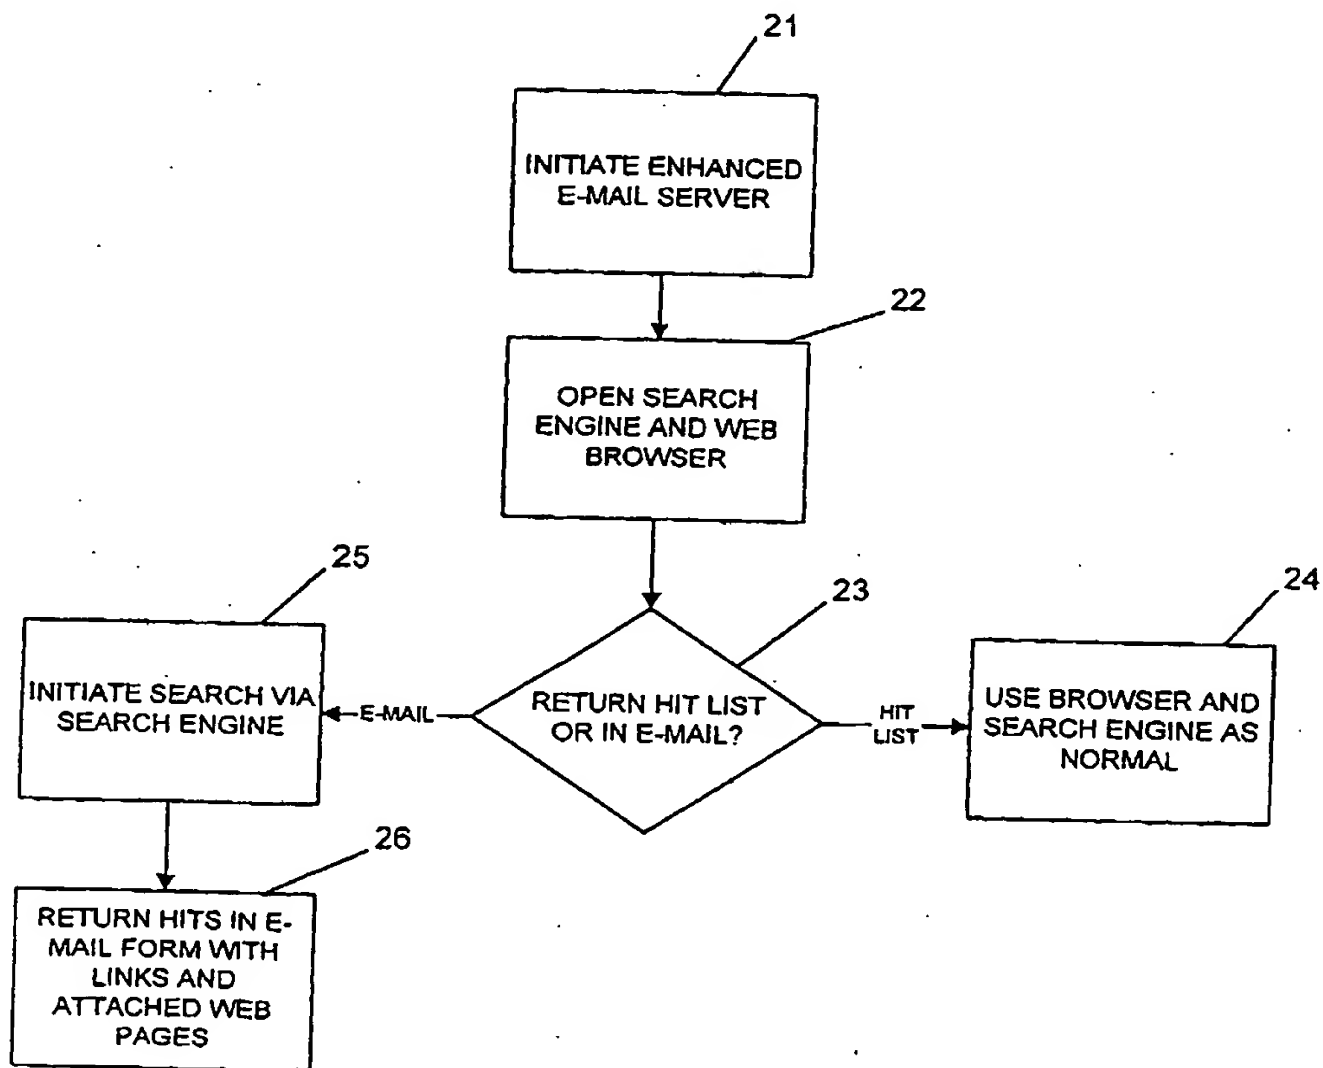 21
INITIATE ENHANCED
E-MAIL SERVER
22
OPEN SEARCH
ENGINE AND WEB
BROWSER
23
RETURN HIT LIST
OR IN E-MAIL?
E-MAIL
HIT
LIST
24
USE BROWSER AND
SEARCH ENGINE AS
NORMAL
25
INITIATE SEARCH VIA
SEARCH ENGINE
26
RETURN HITS IN E-
MAIL FORM WITH
LINKS AND
ATTACHED WEB
PAGES